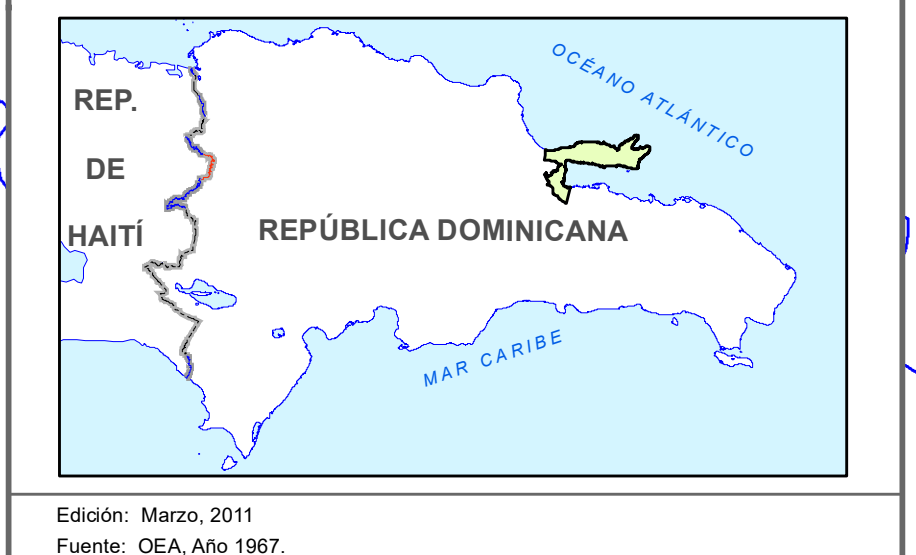 OCÉANO ATLÁNTICO
REP.
DE
HAITÍ
REPÚBLICA DOMINICANA
MAR CARIBE
Edición: Marzo, 2011
Fuente: OEA, Año 1967.